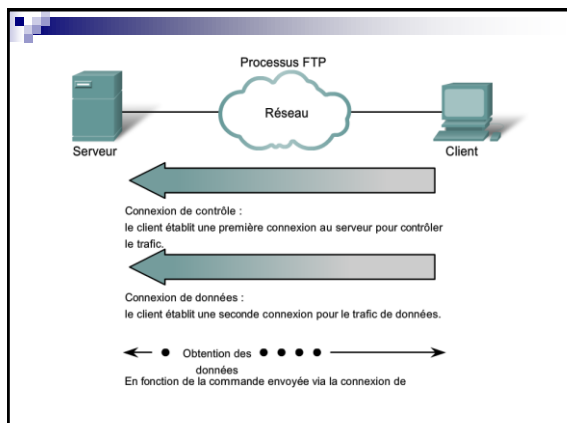 Processus FTP
Réseau
Serveur
Client
Connexion de contrôle :
le client établit une première connexion au serveur pour contrôler
le trafic.
Connexion de données :
le client établit une seconde connexion pour le trafic de données.
Obtention des
données
En fonction de la commande envoyée via la connexion de